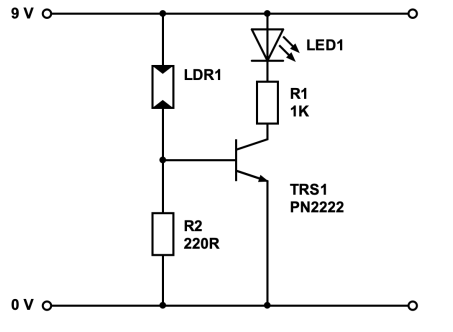 9 V
LED1
LDR1
R1
1K
TRS1
PN2222
R2
220R
0 V